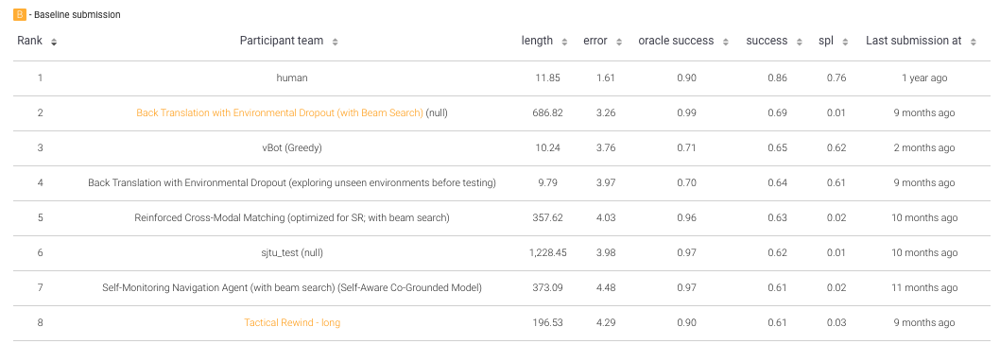 B - Baseline submission
Rank Participant team length error oracle success success spl Last submission at
1 human 11.85 1.61 0.90 0.86 0.76 1 year ago
2 Back Translation with Environmental Dropout (with Beam Search) (null) 686.82 3.26 0.99 0.69 0.01 9 months ago
3 vBot (Greedy) 10.24 3.76 0.71 0.65 0.62 2 months ago
4 Back Translation with Environmental Dropout (exploring unseen environments before testing) 9.79 3.97 0.70 0.64 0.61 9 months ago
5 Reinforced Cross-Modal Matching (optimized for SR; with beam search) 357.62 4.03 0.96 0.63 0.02 10 months ago
6 sjtu_test (null) 1,228.45 3.98 0.97 0.62 0.01 10 months ago
7 Self-Monitoring Navigation Agent (with beam search) (Self-Aware Co-Grounded Model) 373.09 4.48 0.97 0.61 0.02 11 months ago
8 Tactical Rewind - long 196.53 4.29 0.90 0.61 0.03 9 months ago